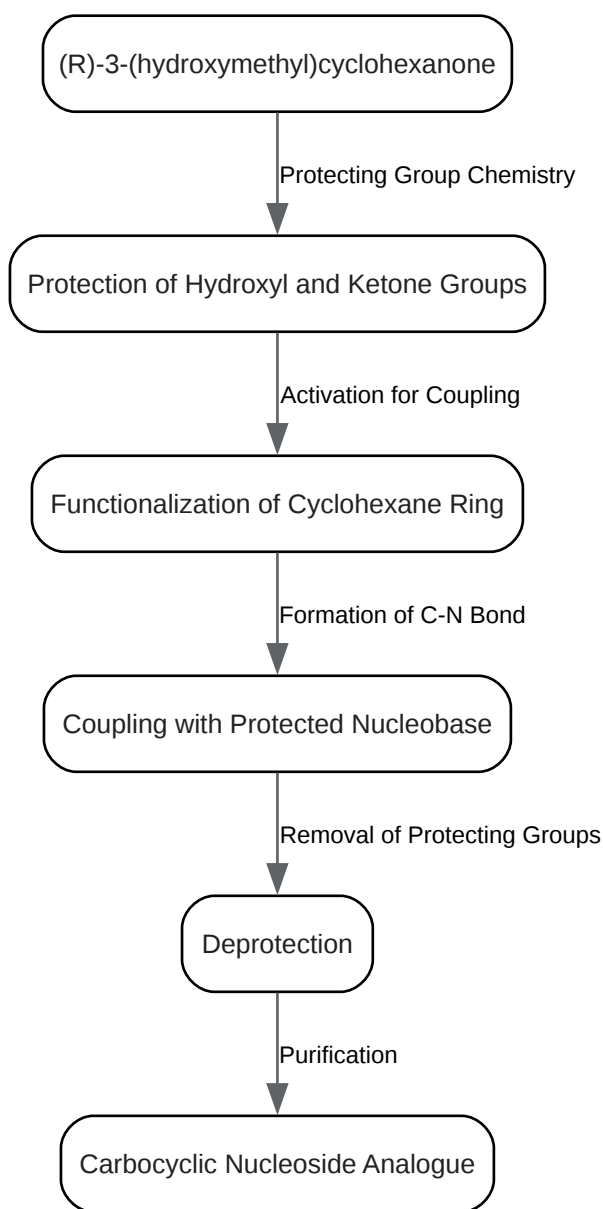 (R)-3-(hydroxymethyl)cyclohexanone
Protecting Group Chemistry
Protection of Hydroxyl and Ketone Groups
Activation for Coupling
Functionalization of Cyclohexane Ring
Formation of C-N Bond
Coupling with Protected Nucleobase
Removal of Protecting Groups
Deprotection
Purification
Carbocyclic Nucleoside Analogue